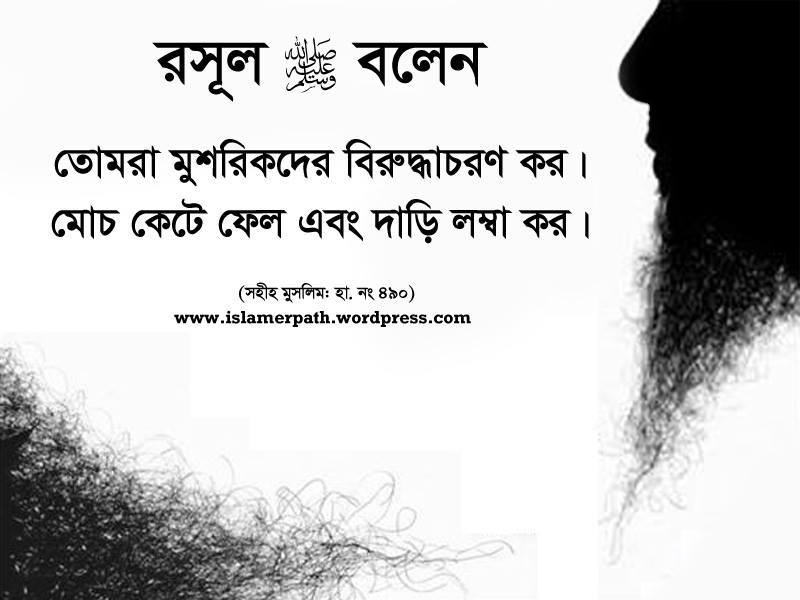 রসূল ﷺ বলেন
তোমরা মুশরিকদের বিরুদ্ধাচরণ কর।
মোচ কেটে ফেল এবং দাড়ি লম্বা কর।
(সহীহ মুসলিম: হা. নং ৪৯০)
www.islamerpath.wordpress.com